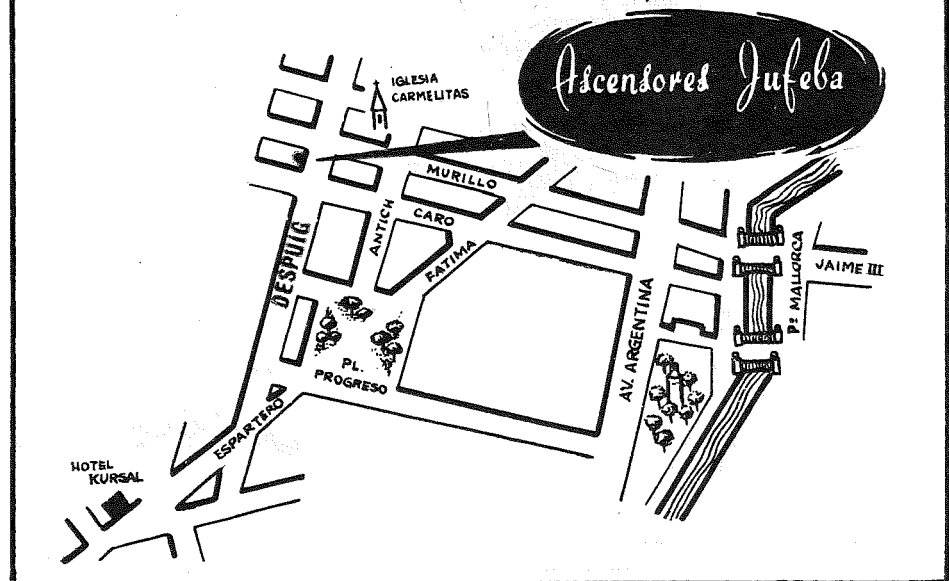 Ascensores Jufeba
IGLESIA
CARMELITAS
MURILLO
CARO
ANTICH
FATIMA
DESPUIG
PL.
PROGRESO
ESPARTERO
AV. ARGENTINA
Pº MALLORCA
JAIME III
HOTEL
KURSAL